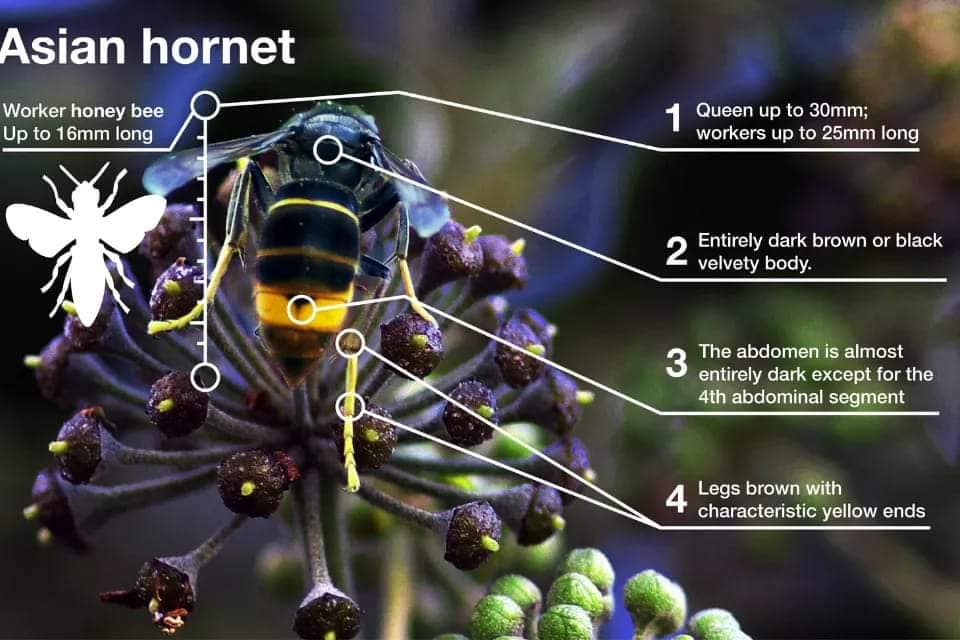 Asian hornet
Worker honey bee
Up to 16mm long
1 Queen up to 30mm;
workers up to 25mm long
2 Entirely dark brown or black
velvety body.
3 The abdomen is almost
entirely dark except for the
4th abdominal segment
4 Legs brown with
characteristic yellow ends